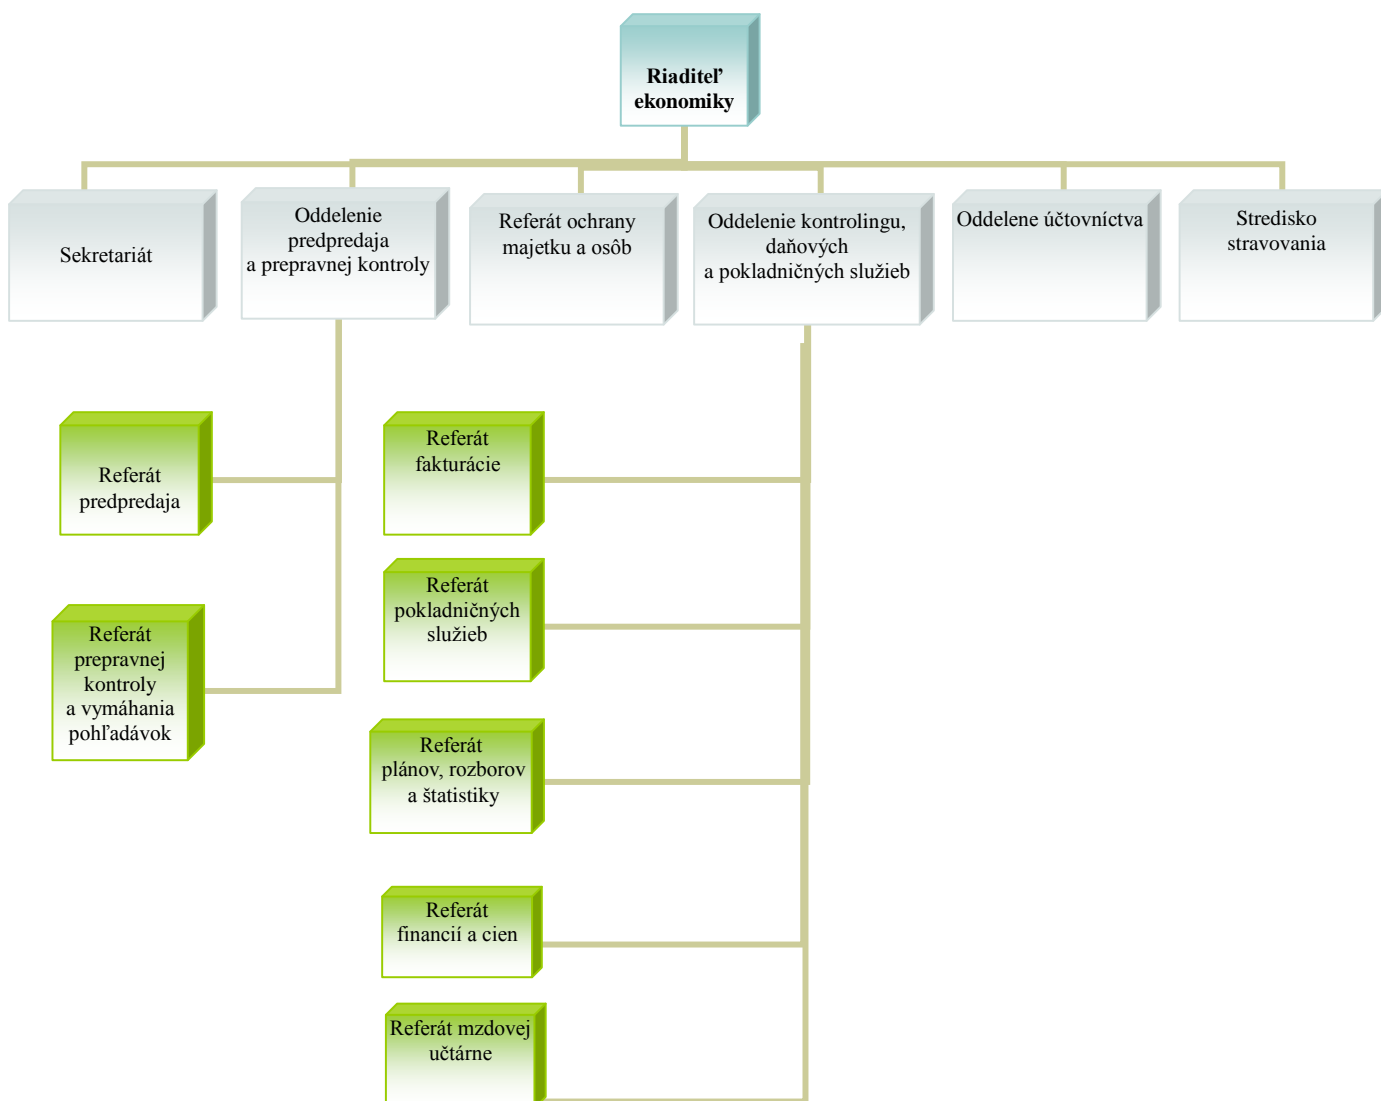 Riaditeľ
ekonomiky
Sekretariát
Oddelenie
predpredaja
a prepravnej kontroly
Referát ochrany
majetku a osôb
Oddelenie kontrolingu,
daňových
a pokladničných služieb
Oddelene účtovníctva
Stredisko
stravovania
Referát
predpredaja
Referát
prepravnej
kontroly
a vymáhania
pohľadávok
Referát
fakturácie
Referát
pokladničných
služieb
Referát
plánov, rozborov
a štatistiky
Referát
financií a cien
Referát mzdovej
učtárne